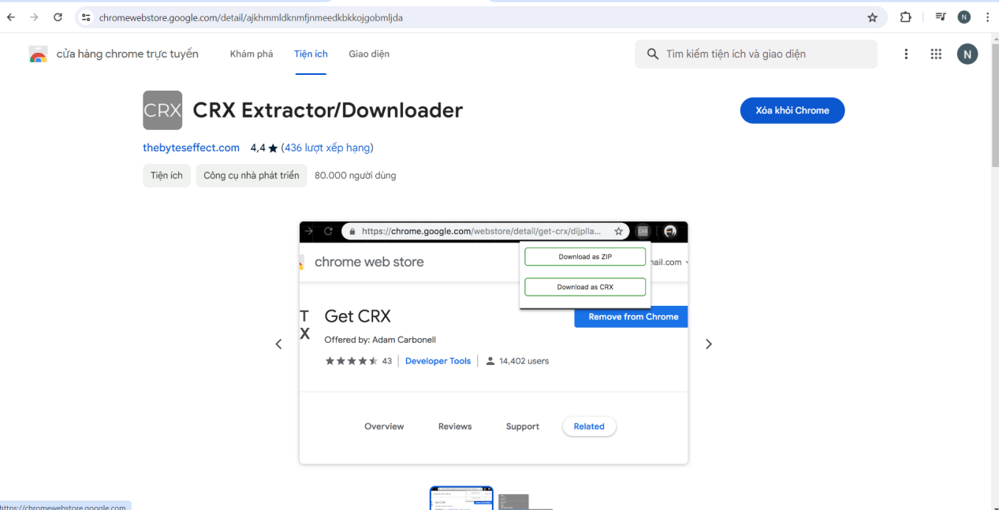 chromewebstore.google.com/detail/ajkhmmldknmfjnmeedkbkkojgobmljda
N
cửa hàng chrome trực tuyến
Khám phá
Tiện ích
Giao diện
Tìm kiếm tiện ích và giao diện
N
CRX
CRX Extractor/Downloader
Xóa khỏi Chrome
thebyteseffect.com 4,4 ★ (436 lượt xếp hạng)
Tiện ích
Công cụ nhà phát triển
80.000 người dùng
https://chrome.google.com/webstore/detail/get-crx/dijplla...
CRX
chrome web store
Download as ZIP
mail.com
Download as CRX
T
X
Get CRX
Remove from Chrome
Offered by: Adam Carbonell
43
Developer Tools
14,402 users
Overview
Reviews
Support
Related
https://chromewebstore.google.com